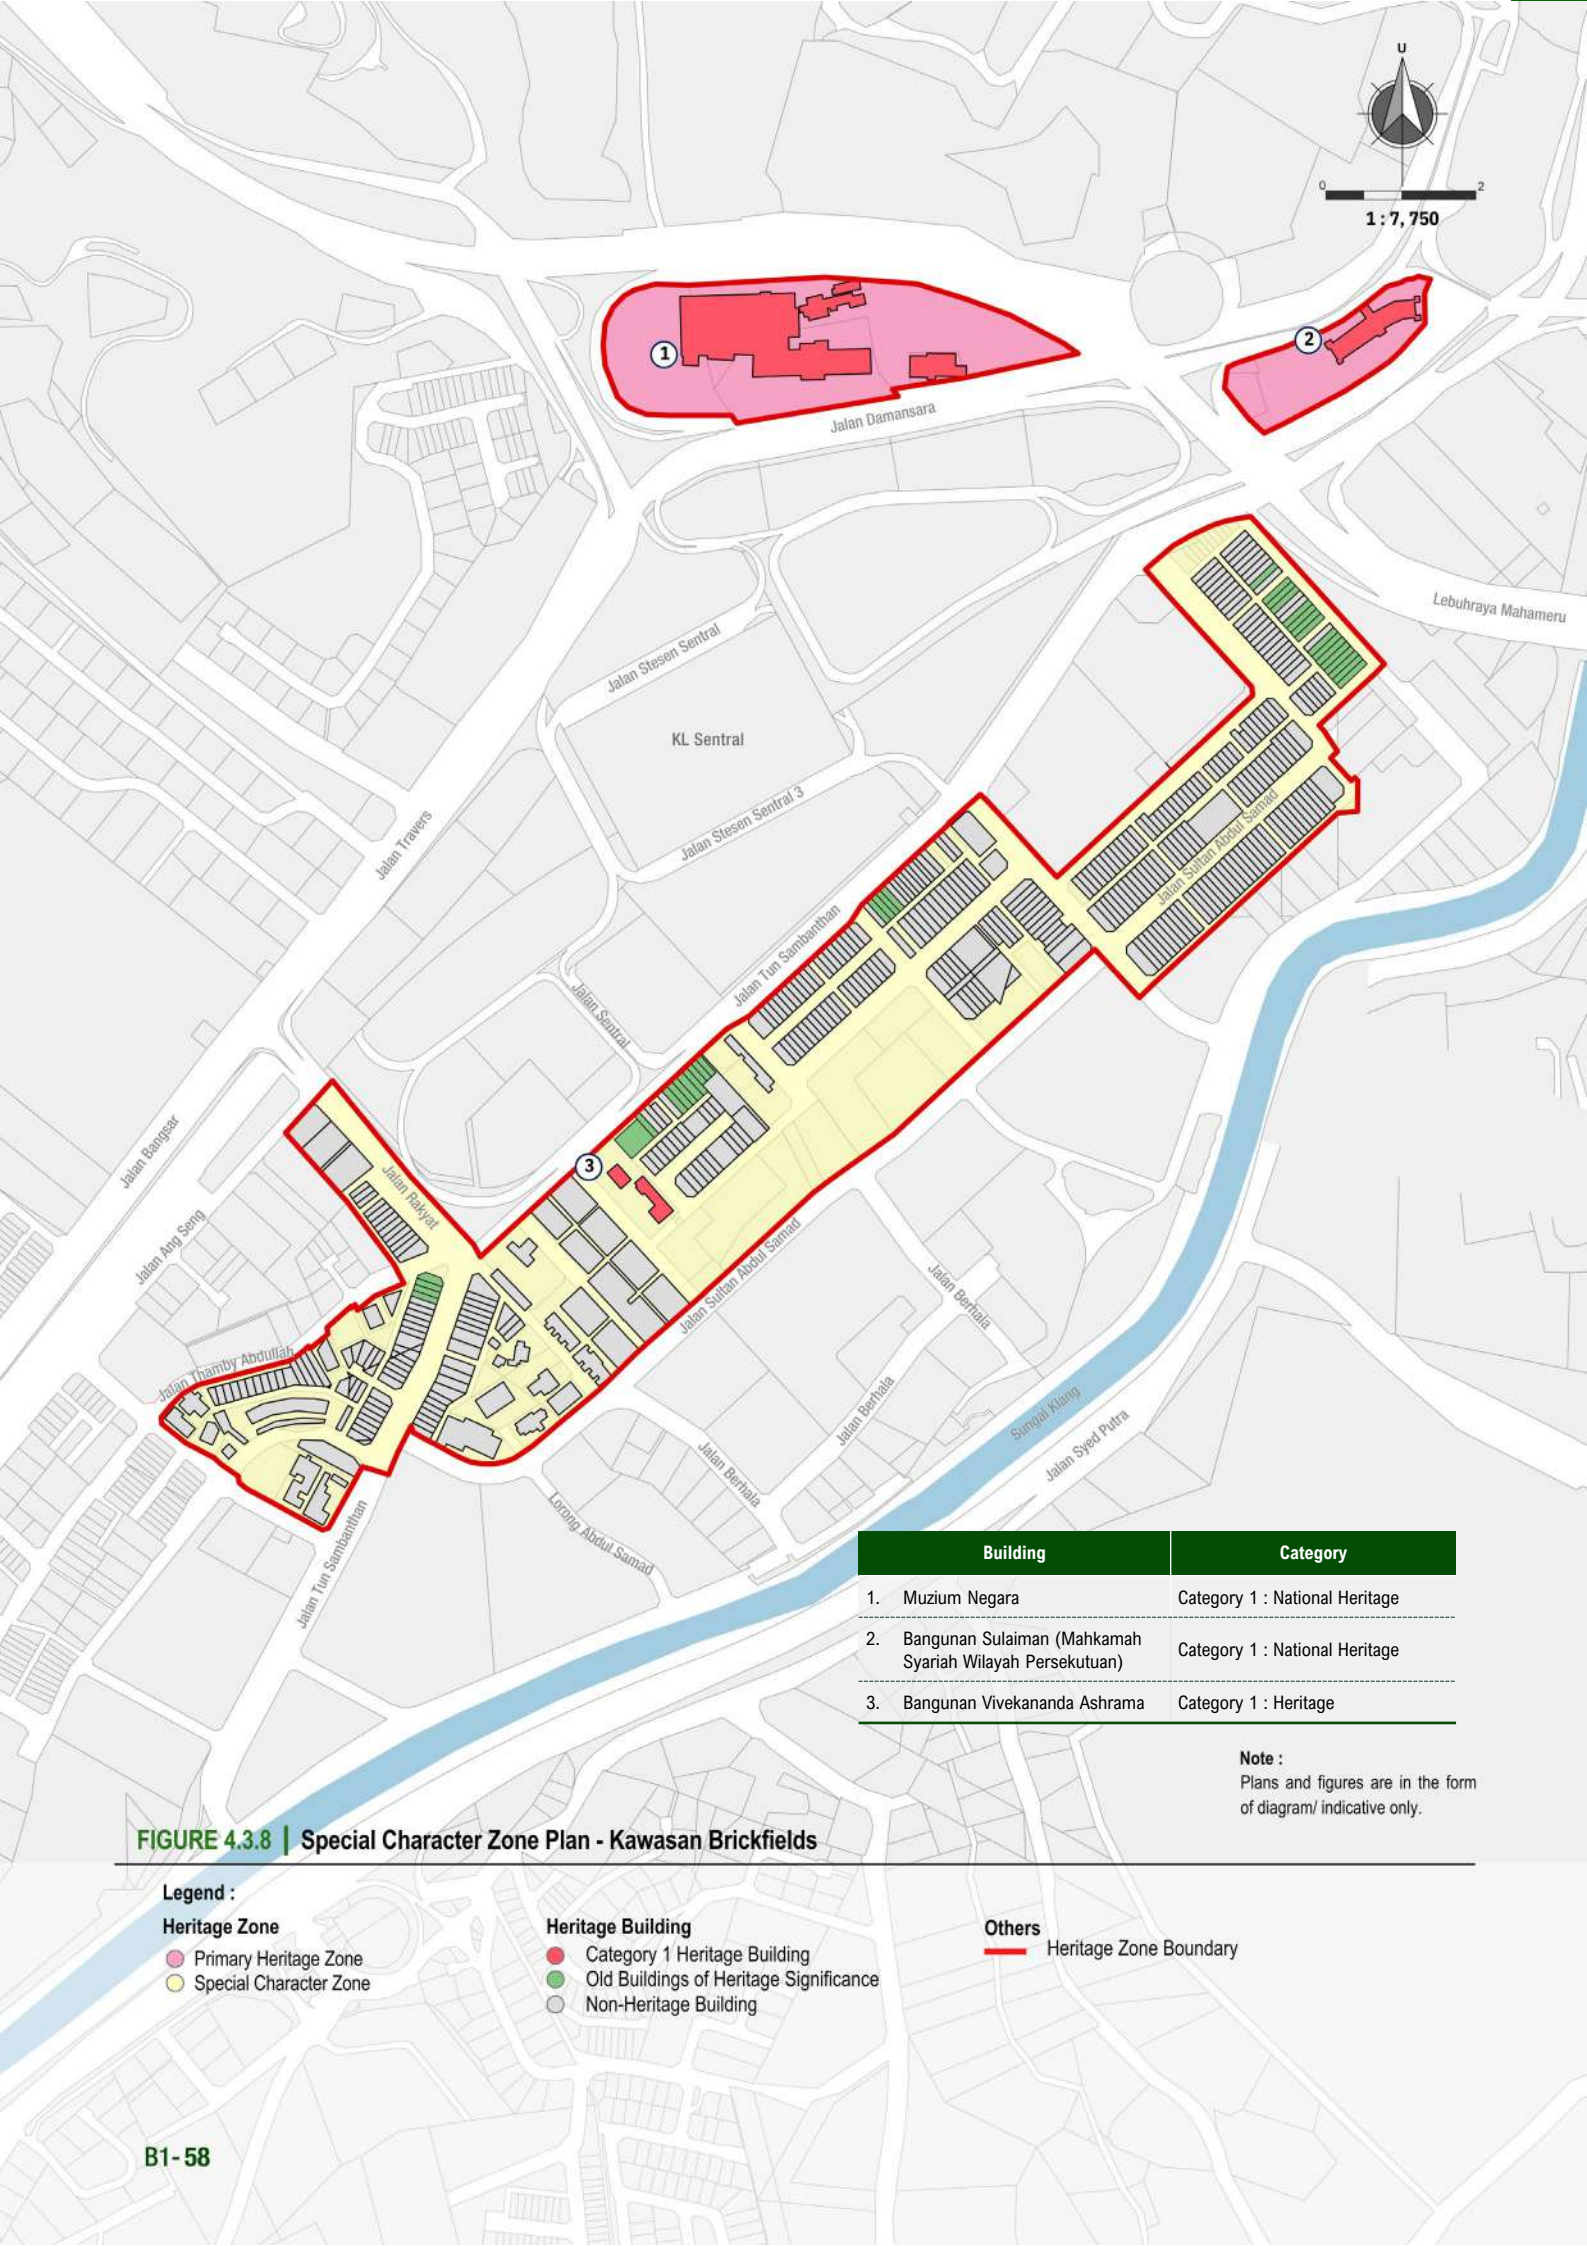 U
0 2
1 : 7, 750
1
2
Jalan Damansara
Lebuhraya Mahameru
Jalan Stesen Sentral
KL Sentral
Jalan Stesen Sentral 3
Jalan Travers
Jalan Sultan Abdul Samad
Jalan Tun Sambanthan
Jalan Sentral
Jalan Bangsar
3
Jalan Rakyat
Jalan Ang Seng
Jalan Sultan Abdul Samad
Jalan Berhala
Jalan Thamby Abdullah
Jalan Berhala
Sungai Klang
Jalan Syed Putra
Jalan Berhala
Lorong Abdul Samad
Jalan Tun Sambanthan
Building Category
1. Muzium Negara Category 1 : National Heritage
2. Bangunan Sulaiman (Mahkamah
Syariah Wilayah Persekutuan) Category 1 : National Heritage
3. Bangunan Vivekananda Ashrama Category 1 : Heritage
Note :
Plans and figures are in the form
of diagram/ indicative only.
FIGURE 4.3.8 | Special Character Zone Plan - Kawasan Brickfields
Legend :
Heritage Zone
Primary Heritage Zone
Special Character Zone
Heritage Building
Category 1 Heritage Building
Old Buildings of Heritage Significance
Non-Heritage Building
Others
Heritage Zone Boundary
B1- 58